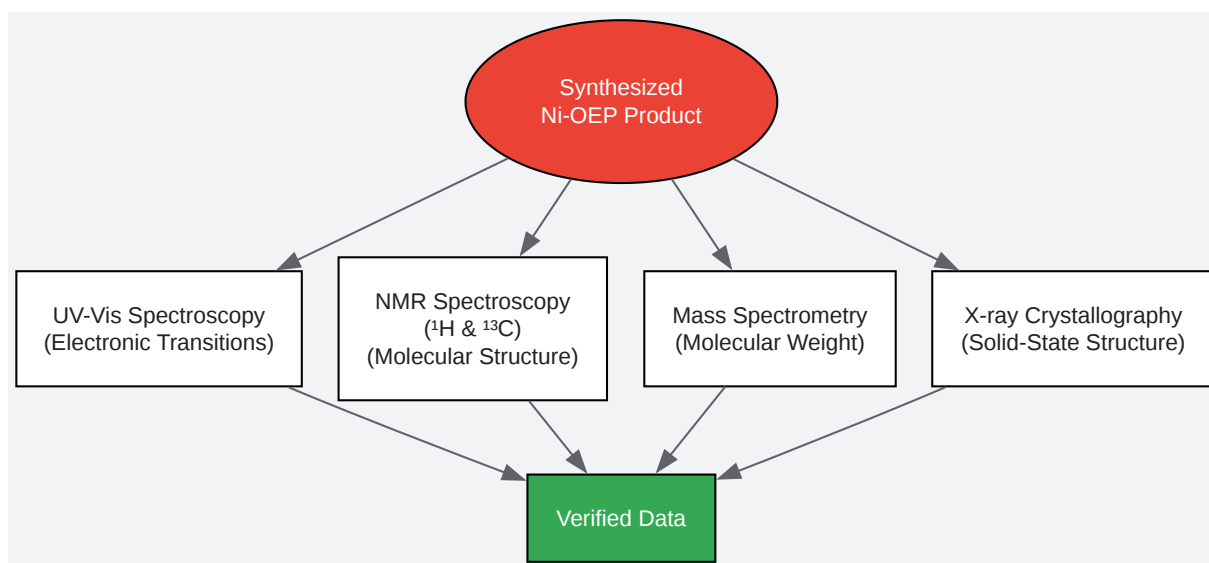 Synthesized
Ni-OEP Product
UV-Vis Spectroscopy
(Electronic Transitions)
NMR Spectroscopy
(¹H & ¹³C)
(Molecular Structure)
Mass Spectrometry
(Molecular Weight)
X-ray Crystallography
(Solid-State Structure)
Verified Data